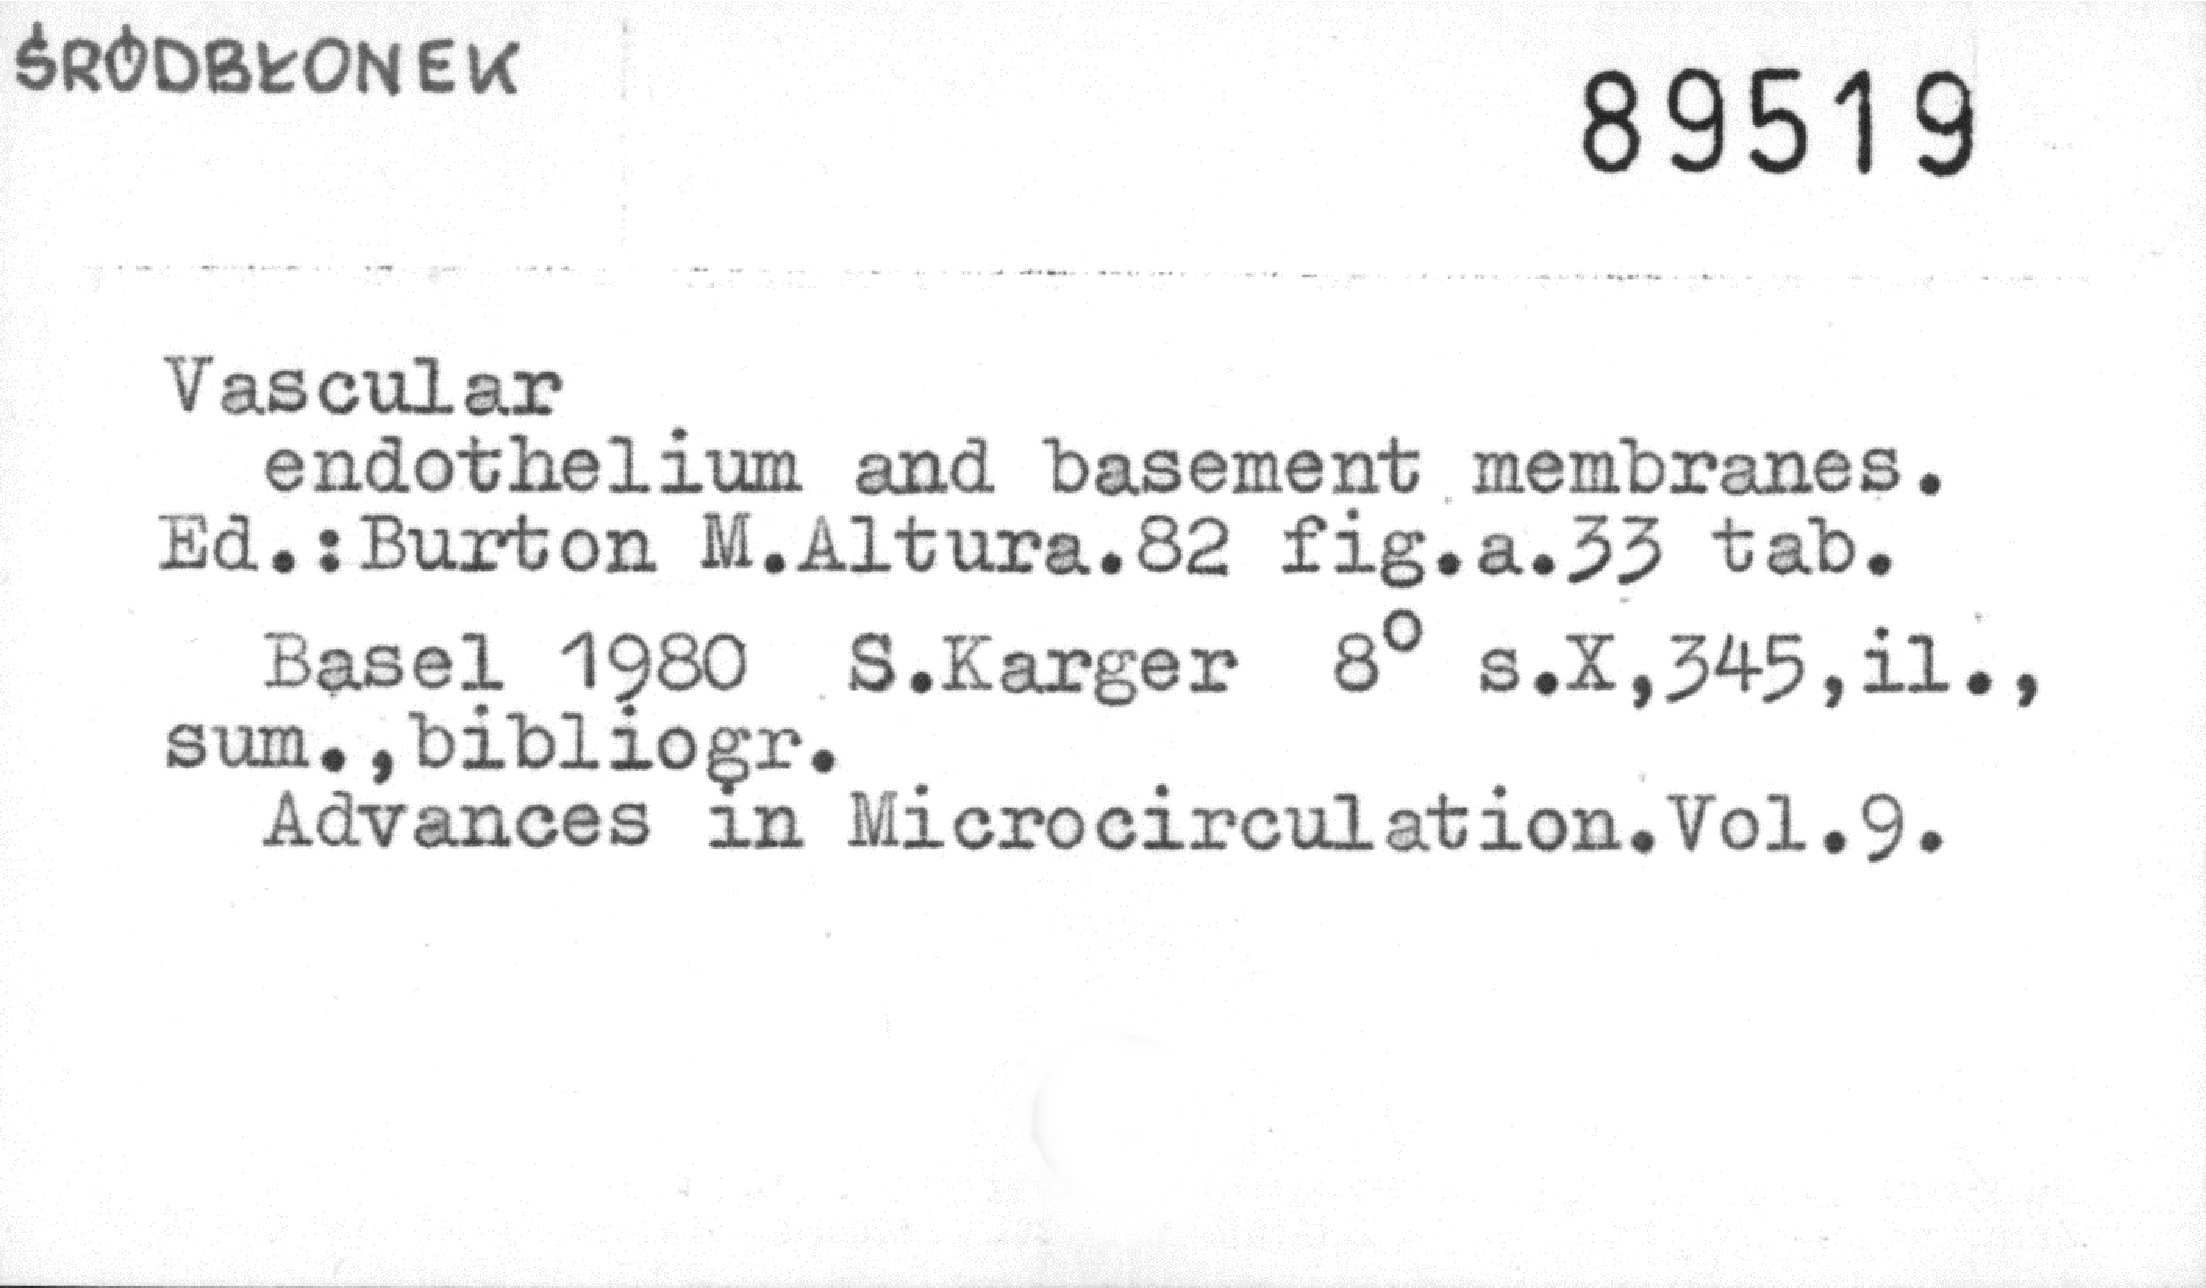 ŚRÓDBŁONEK
89519
Vascular
endothelium and basement membranes.
Ed.:Burton M.Altura.82 fig.a.33 tab.
Basel 1980 S.Karger 8° s.X,345,il.,
sum.,bibliogr.
Advances in Microcirculation.Vol.9.